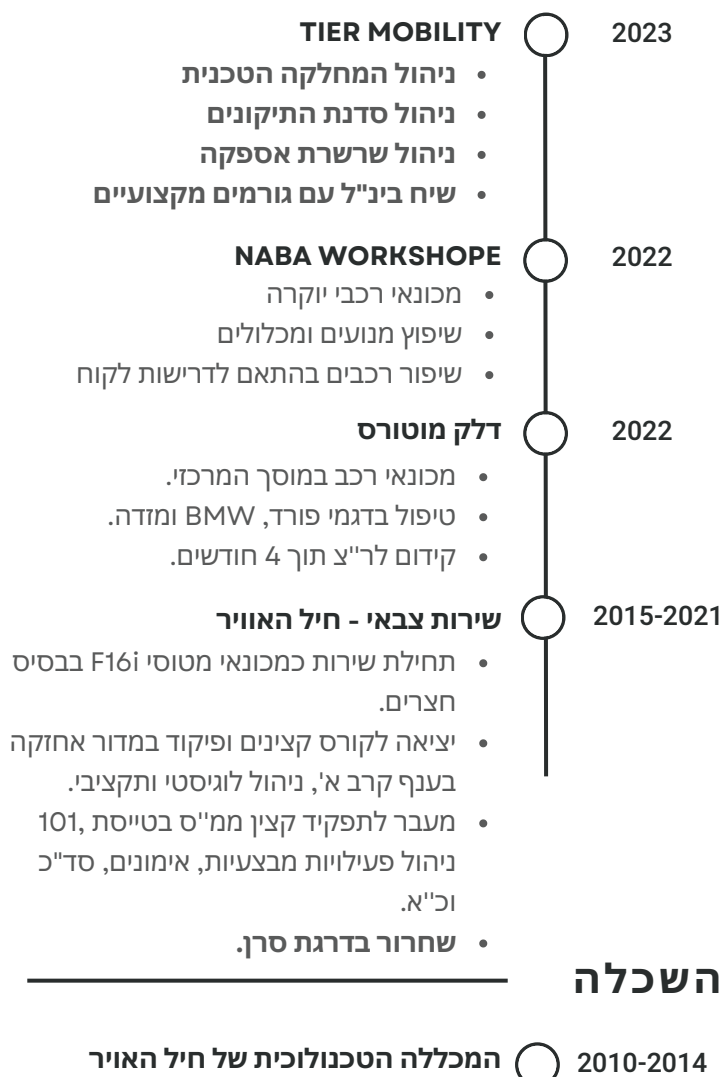 TIER MOBILITY 2023
• ניהול המחלקה הטכנית
• ניהול סדנת התיקונים
• ניהול שרשרת אספקה
• שיח בינ"ל עם גורמים מקצועיים
NABA WORKSHOPE 2022
• מכונאי רכבי יוקרה
• שיפוץ מנועים ומכלולים
• שיפור רכבים בהתאם לדרישות לקוח
דלק מוטורס 2022
• מכונאי רכב במוסך המרכזי.
• טיפול בדגמי פורד, BMW ומזדה.
• קידום לר"צ תוך 4 חודשים.
שירות צבאי - חיל האוויר 2015-2021
• תחילת שירות כמכונאי מטוסי F16i בבסיס
חצרים.
• יציאה לקורס קצינים ופיקוד במדור אחזקה
בענף קרב א', ניהול לוגיסטי ותקציבי.
• מעבר לתפקיד קצין ממ"ס בטייסת 101,
ניהול פעילויות מבצעיות, אימונים, סד"כ
וכ"א.
• שחרור בדרגת סרן.
השכלה
המכללה הטכנולוכית של חיל האויר 2010-2014